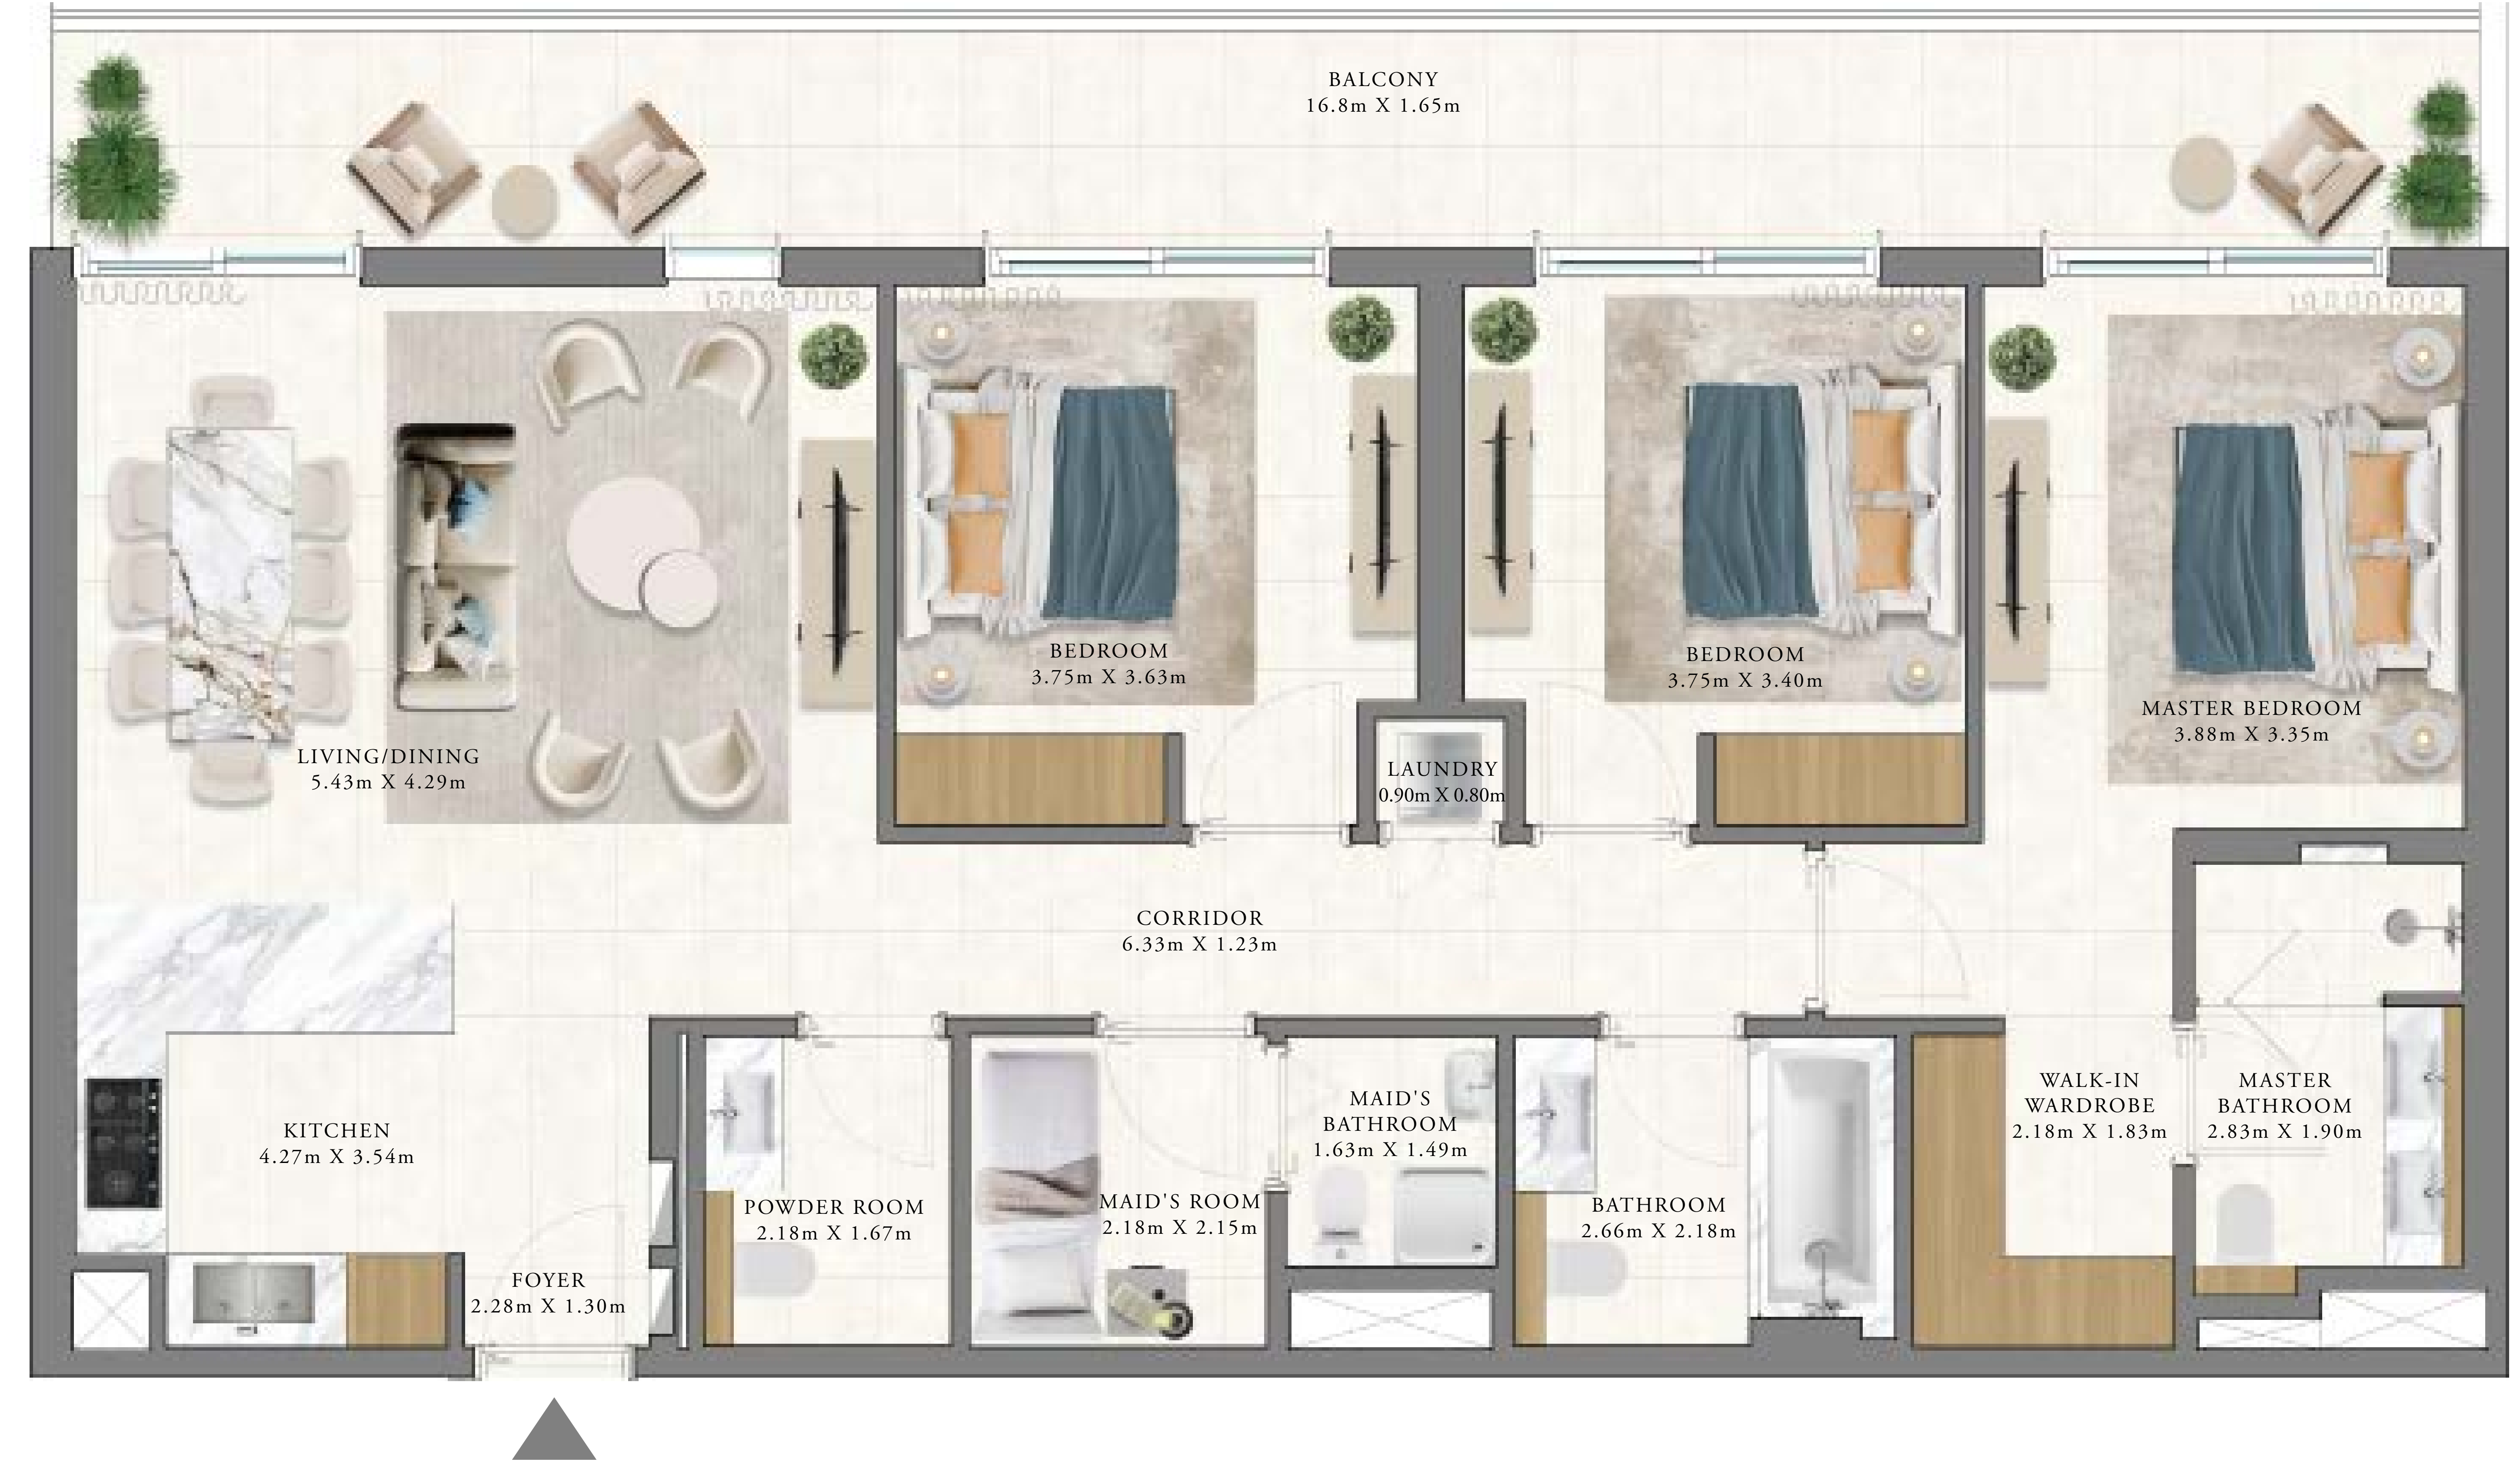 BALCONY
16.8m X 1.65m
BEDROOM
3.75m X 3.63m
BEDROOM
3.75m X 3.40m
MASTER BEDROOM
3.88m X 3.35m
LIVING/DINING
5.43m X 4.29m
LAUNDRY
0.90m X 0.80m
CORRIDOR
6.33m X 1.23m
KITCHEN
4.27m X 3.54m
FOYER
2.28m X 1.30m
POWDER ROOM
2.18m X 1.67m
MAID'S ROOM
2.18m X 2.15m
MAID'S
BATHROOM
1.63m X 1.49m
BATHROOM
2.66m X 2.18m
WALK-IN
WARDROBE
2.18m X 1.83m
MASTER
BATHROOM
2.83m X 1.90m